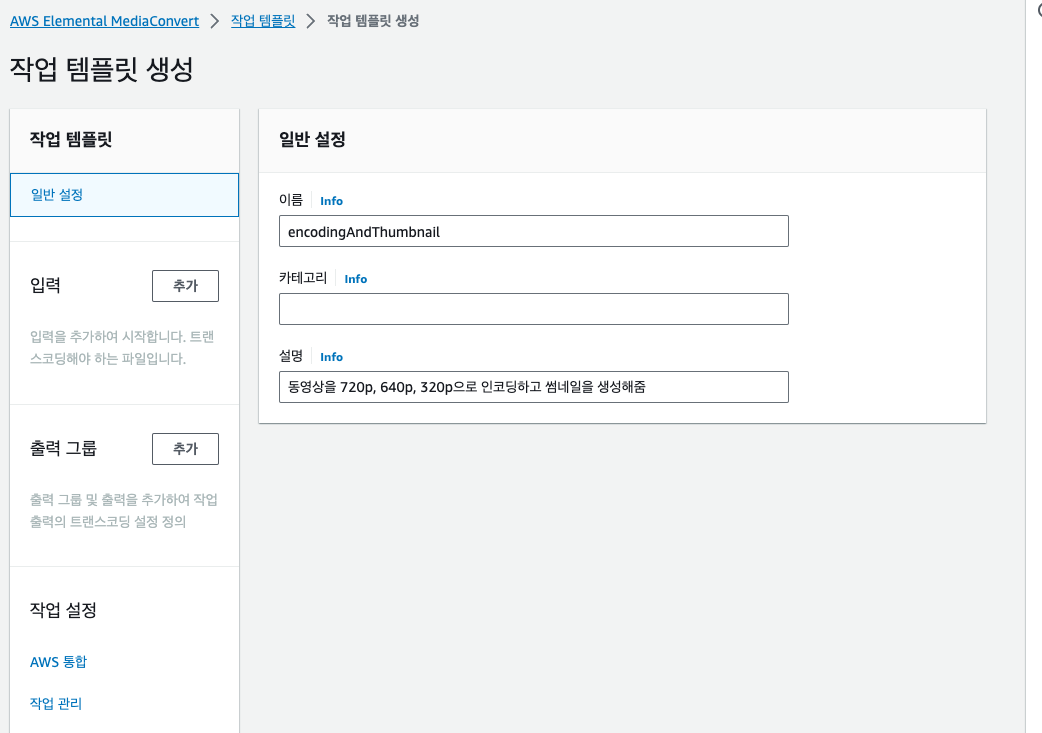 AWS Elemental MediaConvert > 작업 템플릿 > 작업 템플릿 생성
작업 템플릿 생성
작업 템플릿
일반 설정
입력 추가
입력을 추가하여 시작합니다. 트랜
스코딩해야 하는 파일입니다.
출력 그룹 추가
출력 그룹 및 출력을 추가하여 작업
출력의 트랜스코딩 설정 정의
작업 설정
AWS 통합
작업 관리
일반 설정
이름 Info
encodingAndThumbnail
카테고리 Info
설명 Info
동영상을 720p, 640p, 320p으로 인코딩하고 썸네일을 생성해줌